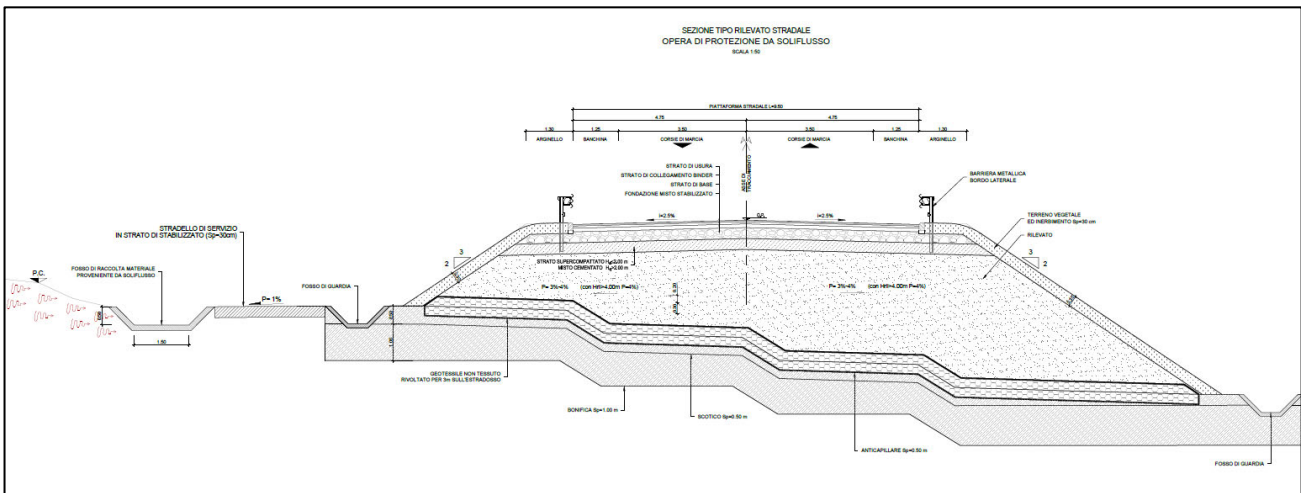 SEZIONE TIPO RILEVATO STRADALE
OPERA DI PROTEZIONE DA SOLIFLUSSO
SCALA 1:50
PIATTAFORMA STRADALE L=9.50
4.75
4.75
1.30
1.25
3.50
3.50
1.25
1.30
ARGINELLO
BANCHINA
CORSIE DI MARCIA
CORSIE DI MARCIA
BANCHINA
ARGINELLO
ASSE DI
TRACCIAMENTO
STRATO DI USURA
STRATO DI COLLEGAMENTO BINDER
STRATO DI BASE
FONDAZIONE MISTO STABILIZZATO
BARRIERA METALLICA
BORDO LATERALE
i=2.5%
i=2.5%
TERRENO VEGETALE
ED INERBIMENTO Sp=30 cm
RILEVATO
STRADELLO DI SERVIZIO
IN STRATO DI STABILIZZATO (Sp=30cm)
3
2
3
2
STRATO SUPERCOMPATTATO
MISTO CEMENTATO
P.C.
FOSSO DI RACCOLTA MATERIALE
PROVENIENTE DA SOLIFLUSSO
P= 1%
FOSSO DI GUARDIA
P= 3%-4% (con Hril>4.00m P=4%)
P= 3%-4% (con Hril>4.00m P=4%)
1.50
1.00
GEOTESSILE NON TESSUTO
RIVOLTATO PER 3m SULL'ESTRADOSSO
BONIFICA Sp=1.00 m
SCOTICO Sp=0.50 m
ANTICAPILLARE Sp=0.50 m
FOSSO DI GUARDIA